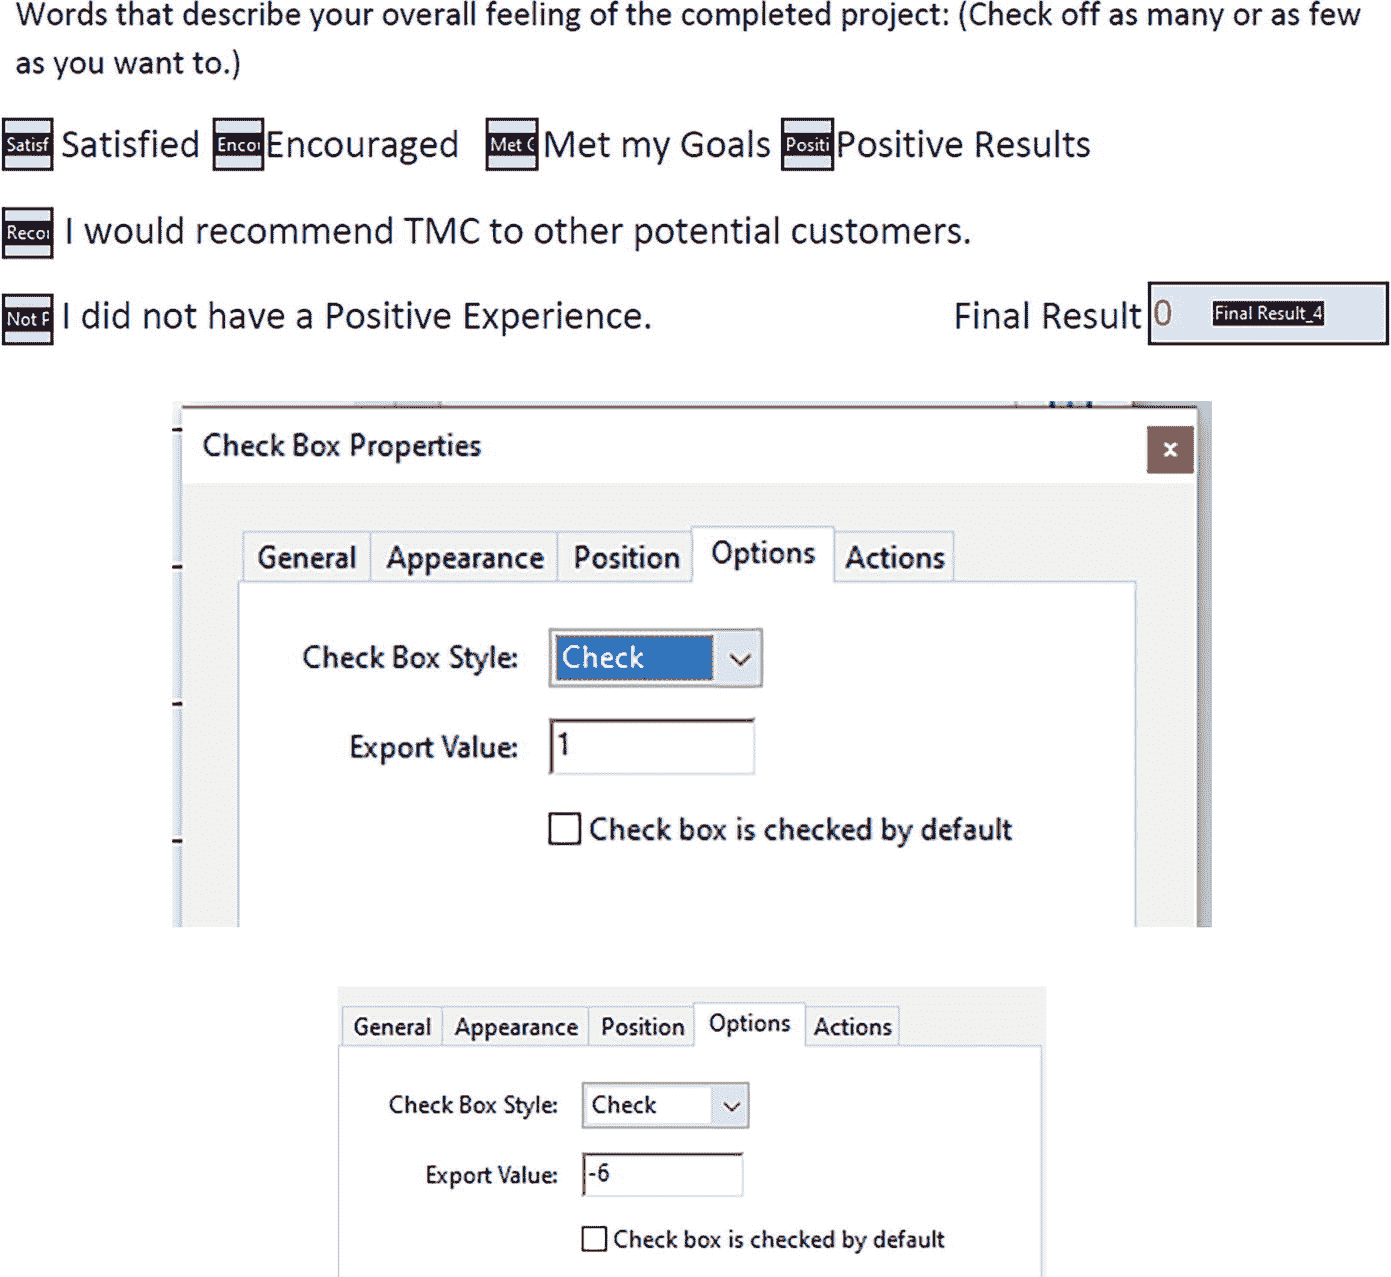 Words that describe your overall feeling of the completed project: (Check off as many or as few
as you want to.)
Satisf Satisfied Encou Encouraged Met G Met my Goals Positi Positive Results
Recor I would recommend TMC to other potential customers.
Not P I did not have a Positive Experience. Final Result 0 Final Result_4
Check Box Properties x
General Appearance Position Options Actions
Check Box Style: Check
Export Value: 1
Check box is checked by default
General Appearance Position Options Actions
Check Box Style: Check
Export Value: -6
Check box is checked by default